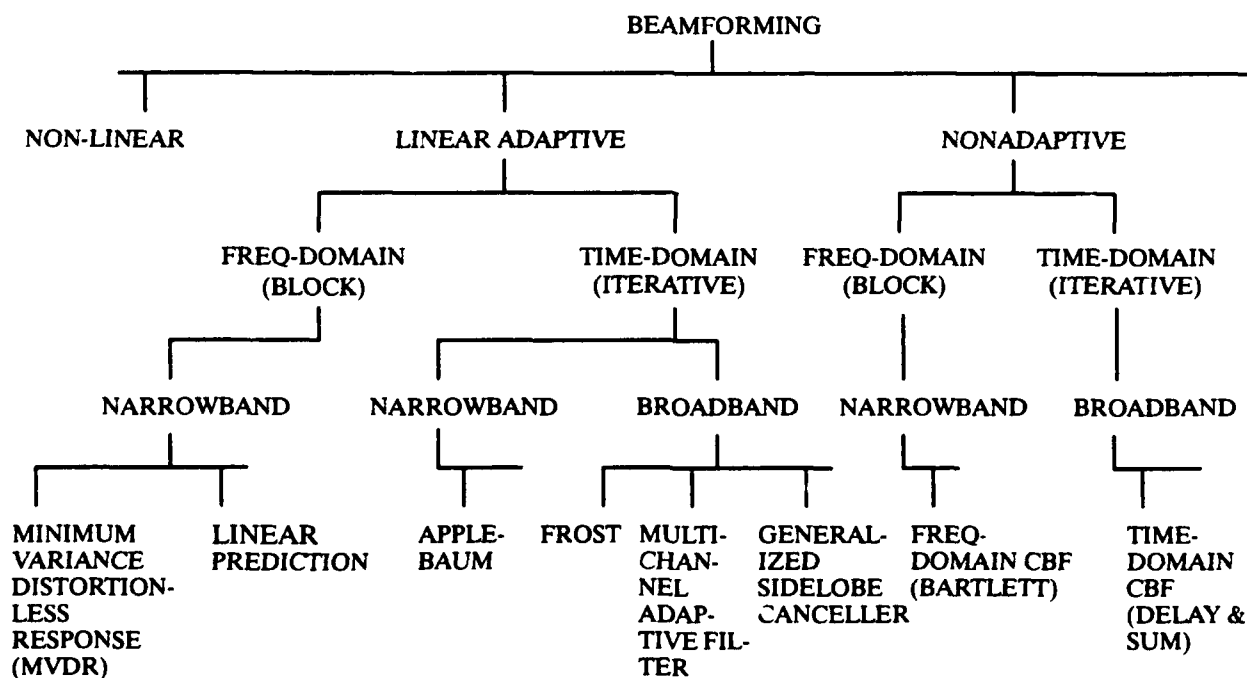 BEAMFORMING
NON-LINEAR
LINEAR ADAPTIVE
NONADAPTIVE
FREQ-DOMAIN
(BLOCK)
TIME-DOMAIN
(ITERATIVE)
FREQ-DOMAIN
(BLOCK)
TIME-DOMAIN
(ITERATIVE)
NARROWBAND
NARROWBAND
BROADBAND
NARROWBAND
BROADBAND
MINIMUM
VARIANCE
DISTORTION-
LESS
RESPONSE
(MVDR)
LINEAR
PREDICTION
APPLE-
BAUM
FROST
MULTI-
CHAN-
NEL
ADAP-
TIVE FIL-
TER
GENERAL-
IZED
SIDELOBE
CANCELLER
FREQ-
DOMAIN CBF
(BARTLETT)
TIME-
DOMAIN
CBF
(DELAY &
SUM)